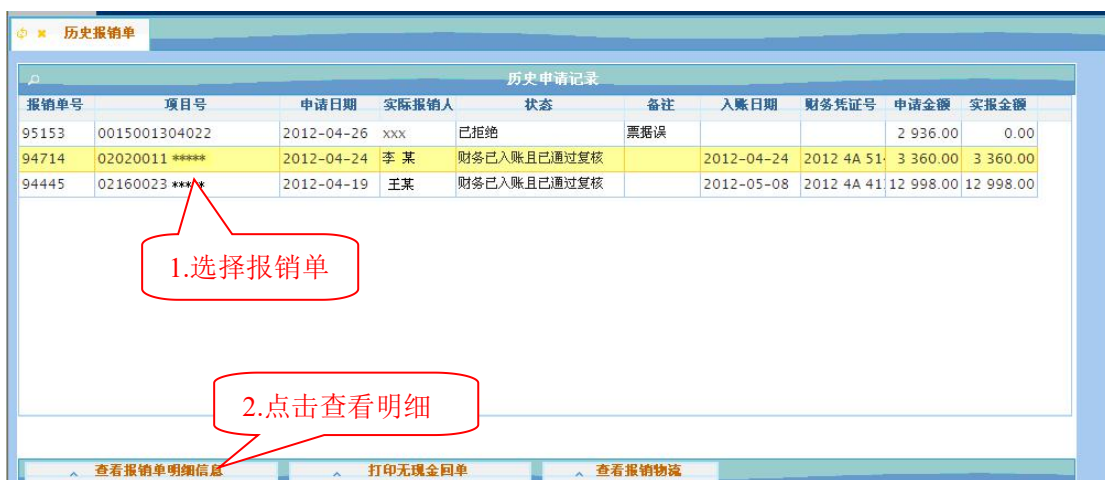 历史报销单
历史申请记录
报销单号 项目号 申请日期 实际报销人 状态 备注 入账日期 财务凭证号 申请金额 实报金额
95153 0015001304022 2012-04-26 xxx 已拒绝 票据误 2 936.00 0.00
94714 02020011 ***** 2012-04-24 李 某 财务已入账且已通过复核 2012-04-24 2012 4A 51 3 360.00 3 360.00
94445 02160023 ***** 2012-04-19 王某 财务已入账且已通过复核 2012-05-08 2012 4A 41 12 998.00 12 998.00
1.选择报销单
2.点击查看明细
查看报销单明细信息 打印无现金回单 查看报销物流